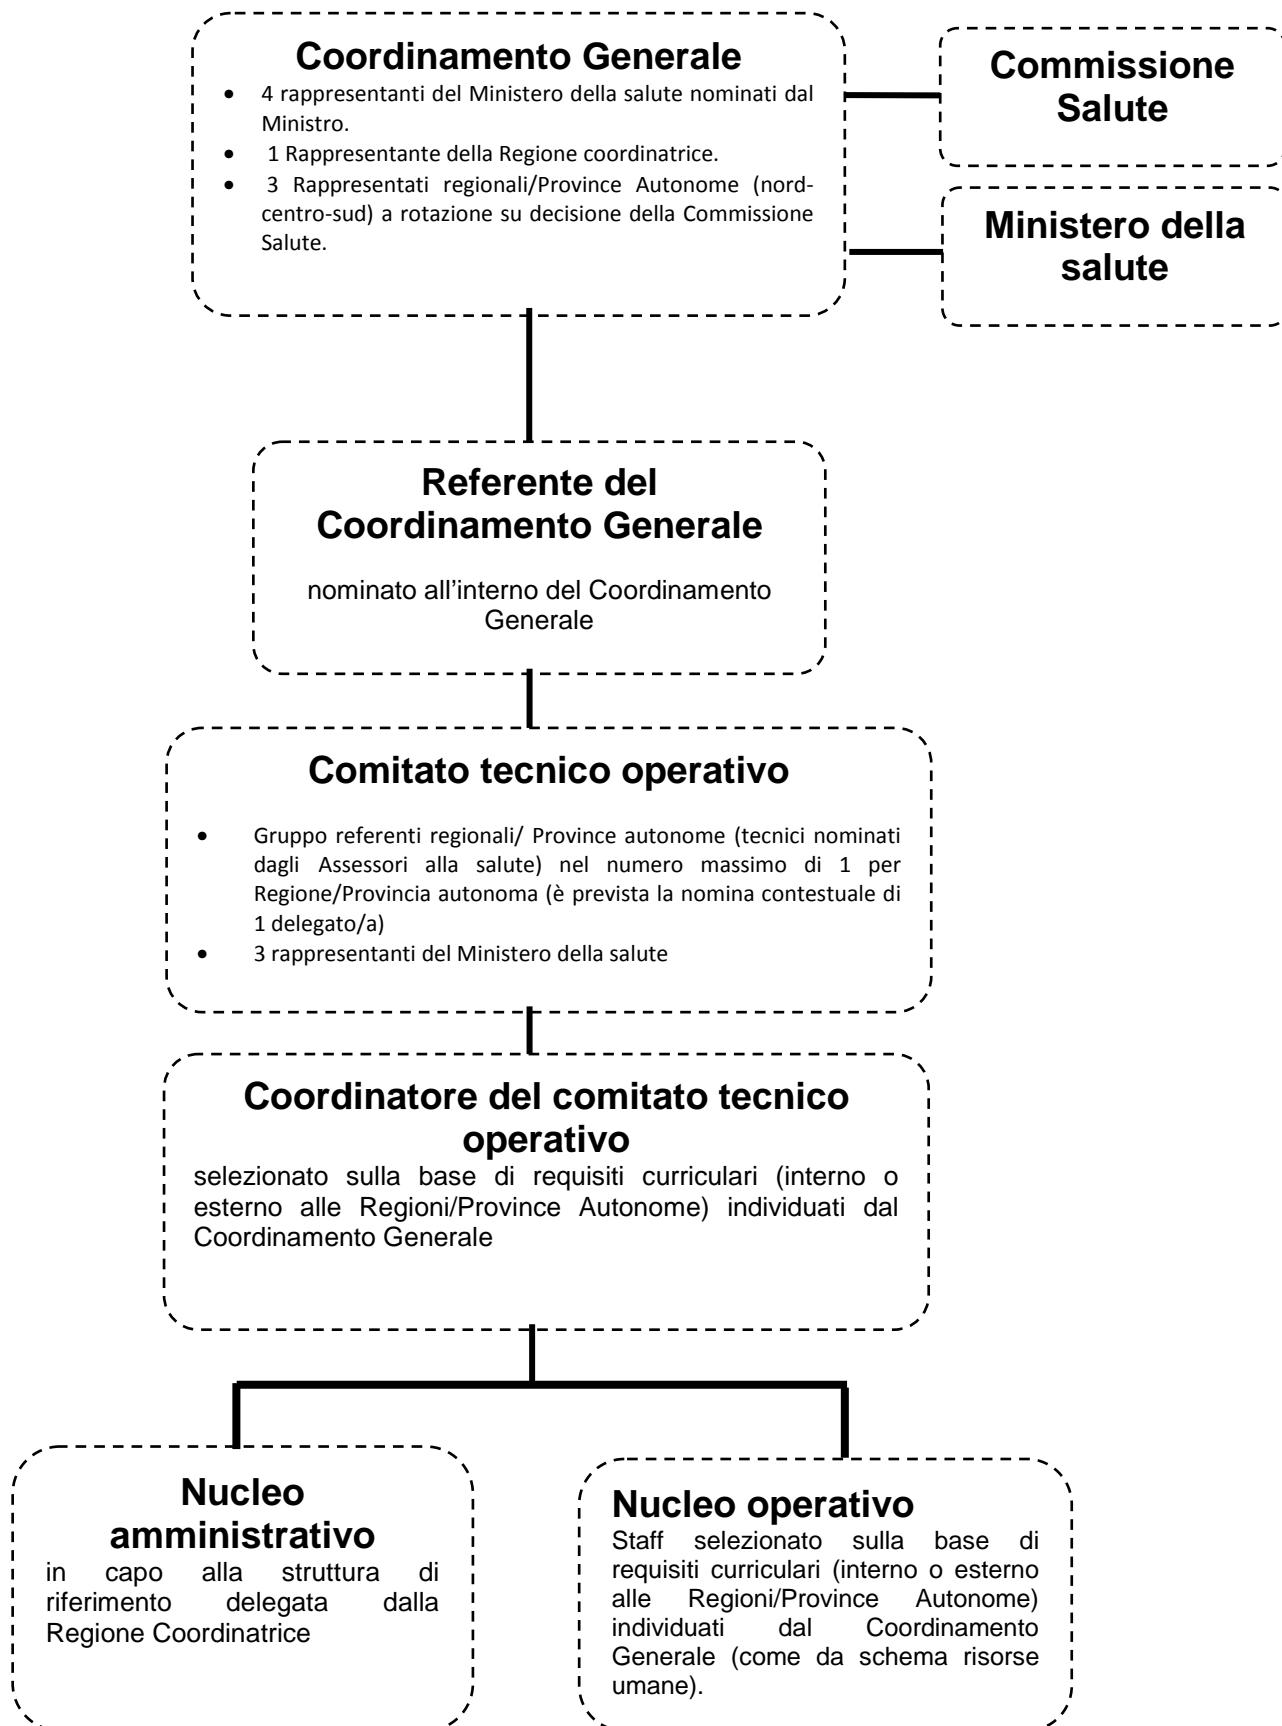 Coordinamento Generale
• 4 rappresentanti del Ministero della salute nominati dal
Ministro.
• 1 Rappresentante della Regione coordinatrice.
• 3 Rappresentati regionali/Province Autonome (nord-
centro-sud) a rotazione su decisione della Commissione
Salute.
Commissione
Salute
Ministero della
salute
Referente del
Coordinamento Generale
nominato all’interno del Coordinamento
Generale
Comitato tecnico operativo
• Gruppo referenti regionali/ Province autonome (tecnici nominati
dagli Assessori alla salute) nel numero massimo di 1 per
Regione/Provincia autonoma (è prevista la nomina contestuale di
1 delegato/a)
• 3 rappresentanti del Ministero della salute
Coordinatore del comitato tecnico
operativo
selezionato sulla base di requisiti curriculari (interno o
esterno alle Regioni/Province Autonome) individuati dal
Coordinamento Generale
Nucleo
amministrativo
in capo alla struttura di
riferimento delegata dalla
Regione Coordinatrice
Nucleo operativo
Staff selezionato sulla base di
requisiti curriculari (interno o esterno
alle Regioni/Province Autonome)
individuati dal Coordinamento
Generale (come da schema risorse
umane).